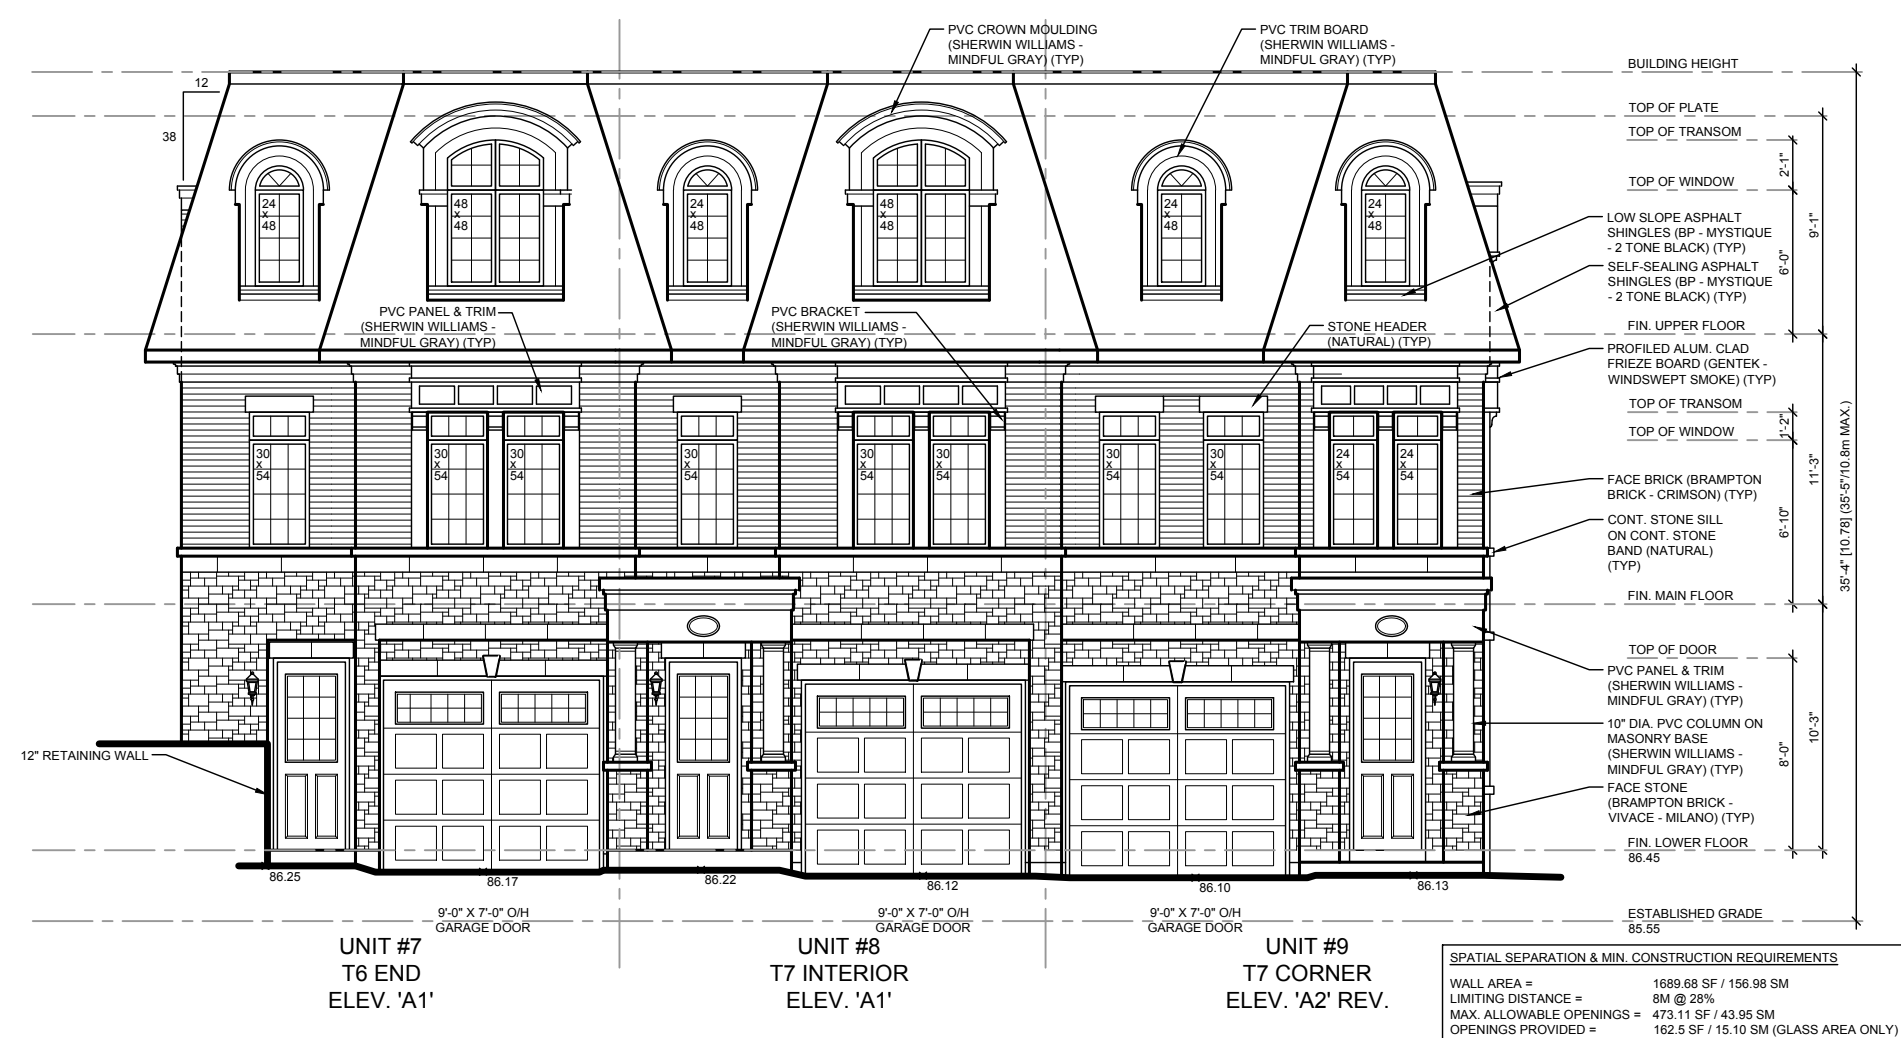 PVC CROWN MOULDING
(SHERWIN WILLIAMS -
MINDFUL GRAY) (TYP)
PVC TRIM BOARD
(SHERWIN WILLIAMS -
MINDFUL GRAY) (TYP)
BUILDING HEIGHT
12
38
TOP OF PLATE
TOP OF TRANSOM
2'-1"
TOP OF WINDOW
24
x
48
48
x
48
24
x
48
48
x
48
24
x
48
24
x
48
LOW SLOPE ASPHALT
SHINGLES (BP - MYSTIQUE
- 2 TONE BLACK) (TYP)
9'-1"
6'-0"
SELF-SEALING ASPHALT
SHINGLES (BP - MYSTIQUE
- 2 TONE BLACK) (TYP)
PVC PANEL & TRIM
(SHERWIN WILLIAMS -
MINDFUL GRAY) (TYP)
PVC BRACKET
(SHERWIN WILLIAMS -
MINDFUL GRAY) (TYP)
STONE HEADER
(NATURAL) (TYP)
FIN. UPPER FLOOR
PROFILED ALUM. CLAD
FRIEZE BOARD (GENTEK -
WINDSWEPT SMOKE) (TYP)
TOP OF TRANSOM
1'-2"
TOP OF WINDOW
30
x
54
30
x
54
30
x
54
30
x
54
30
x
54
30
x
54
30
x
54
30
x
54
24
x
54
24
x
54
FACE BRICK (BRAMPTON
BRICK - CRIMSON) (TYP)
11'-3"
6'-10"
35'-4" [10.78] (35'-5"/10.8m MAX.)
CONT. STONE SILL
ON CONT. STONE
BAND (NATURAL)
(TYP)
FIN. MAIN FLOOR
TOP OF DOOR
PVC PANEL & TRIM
(SHERWIN WILLIAMS -
MINDFUL GRAY) (TYP)
10" DIA. PVC COLUMN ON
MASONRY BASE
(SHERWIN WILLIAMS -
MINDFUL GRAY) (TYP)
10'-3"
8'-0"
12" RETAINING WALL
FACE STONE
(BRAMPTON BRICK -
VIVACE - MILANO) (TYP)
FIN. LOWER FLOOR
86.45
86.25
86.17
86.22
86.12
86.10
86.13
9'-0" X 7'-0" O/H
GARAGE DOOR
9'-0" X 7'-0" O/H
GARAGE DOOR
9'-0" X 7'-0" O/H
GARAGE DOOR
ESTABLISHED GRADE
85.55
UNIT #7
T6 END
ELEV. 'A1'
UNIT #8
T7 INTERIOR
ELEV. 'A1'
UNIT #9
T7 CORNER
ELEV. 'A2' REV.
SPATIAL SEPARATION & MIN. CONSTRUCTION REQUIREMENTS
WALL AREA = 1689.68 SF / 156.98 SM
LIMITING DISTANCE = 8M @ 28%
MAX. ALLOWABLE OPENINGS = 473.11 SF / 43.95 SM
OPENINGS PROVIDED = 162.5 SF / 15.10 SM (GLASS AREA ONLY)